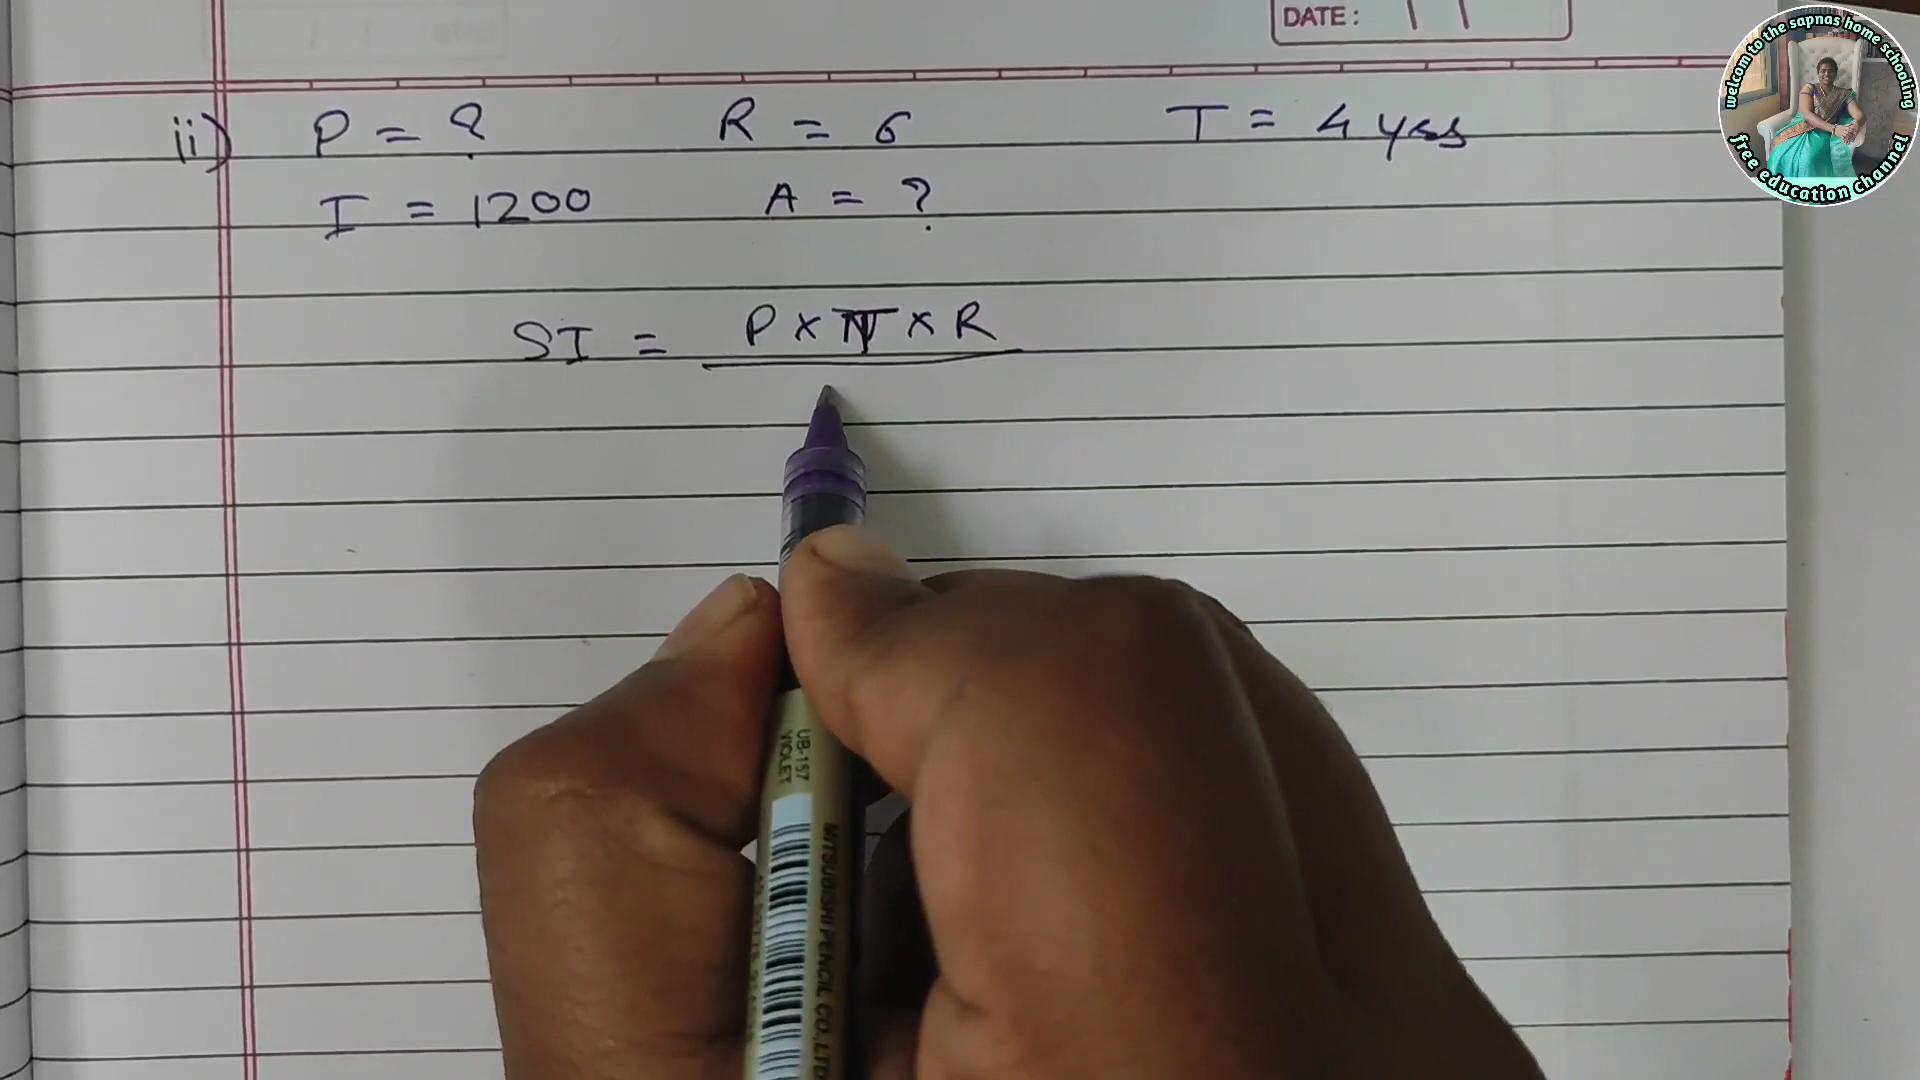 DATE :
welcom to the sapnas home schooling
free education channel
ii) P = ? R = 6 T = 4 yrs
I = 1200 A = ?
SI = P × T × R
UB-157
VIOLET
MITSUBISHI PENCIL CO., LTD